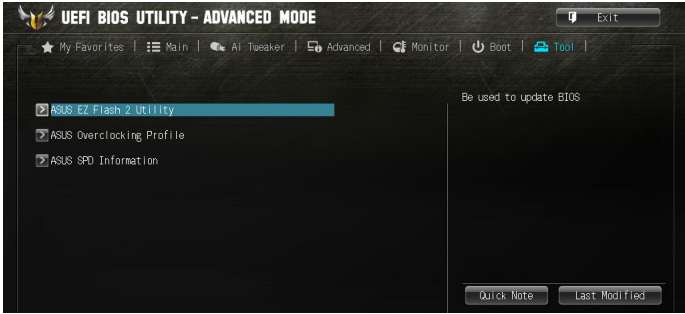 UEFI BIOS UTILITY – ADVANCED MODE
Exit
My Favorites | Main | Ai Tweaker | Advanced | Monitor | Boot | Tool |
Be used to update BIOS
ASUS EZ Flash 2 Utility
ASUS Overclocking Profile
ASUS SPD Information
Quick Note
Last Modified